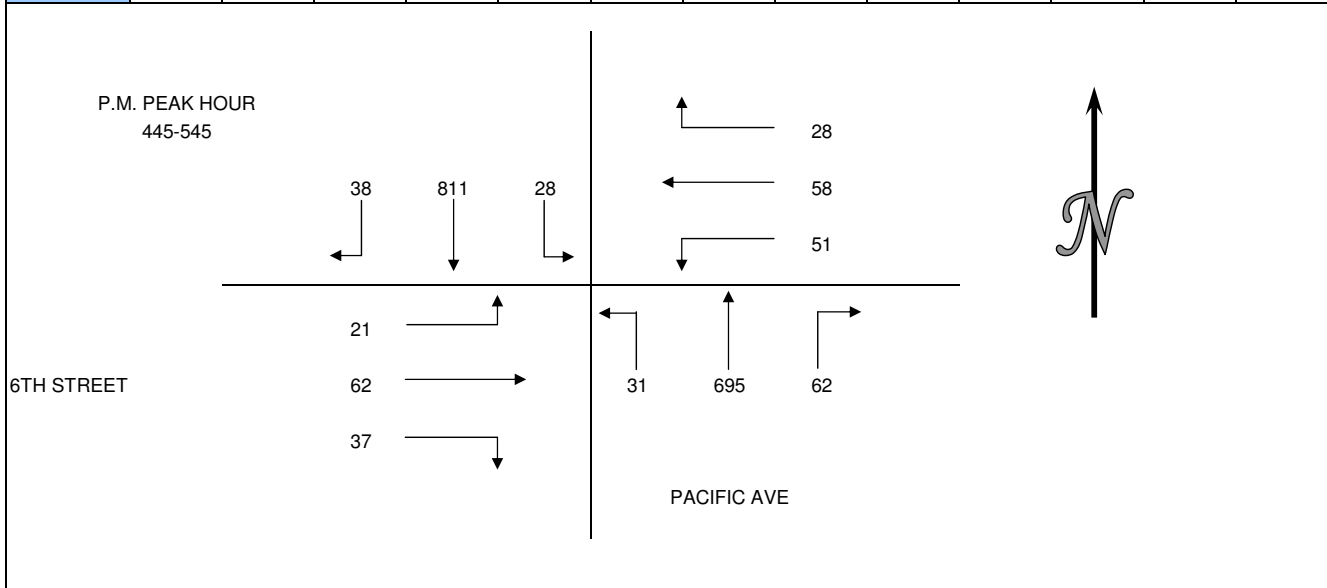 P.M. PEAK HOUR
445-545
28
38 811 28
58
51
21
6TH STREET 62
31 695 62
37
PACIFIC AVE
N